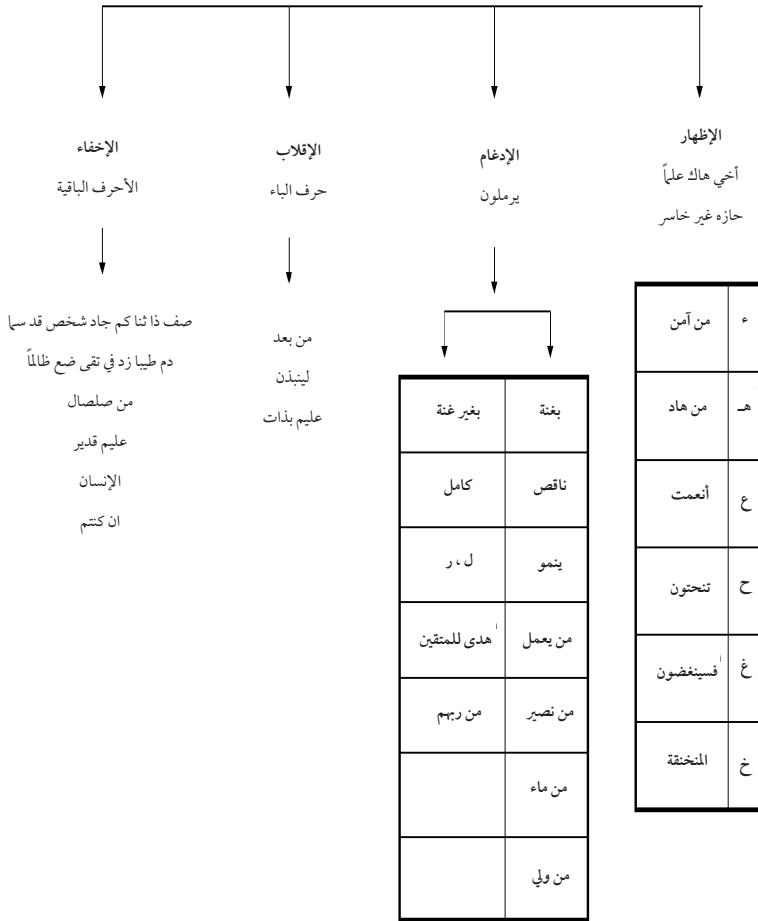 الإظهار
أخي هاك علماً
حازه غير خاسر
ء من آمن
هـ من هاد
ع أنعمت
ح تنحتون
غ فسينغضون
خ المنخنقة
الإدغام
يرملون
بغنة بغير غنة
ناقص كامل
ينمو ل ، ر
من يعمل هدى للمتقين
من نصير من ربهم
من ماء
من ولي
الإقلاب
حرف الباء
من بعد
لينبذن
عليم بذات
الإخفاء
الأحرف الباقية
صف ذا ثنا كم جاد شخص قد سما
دم طيبا زد في تقى ضع ظالماً
من صلصال
عليم قدير
الإنسان
ان كنتم